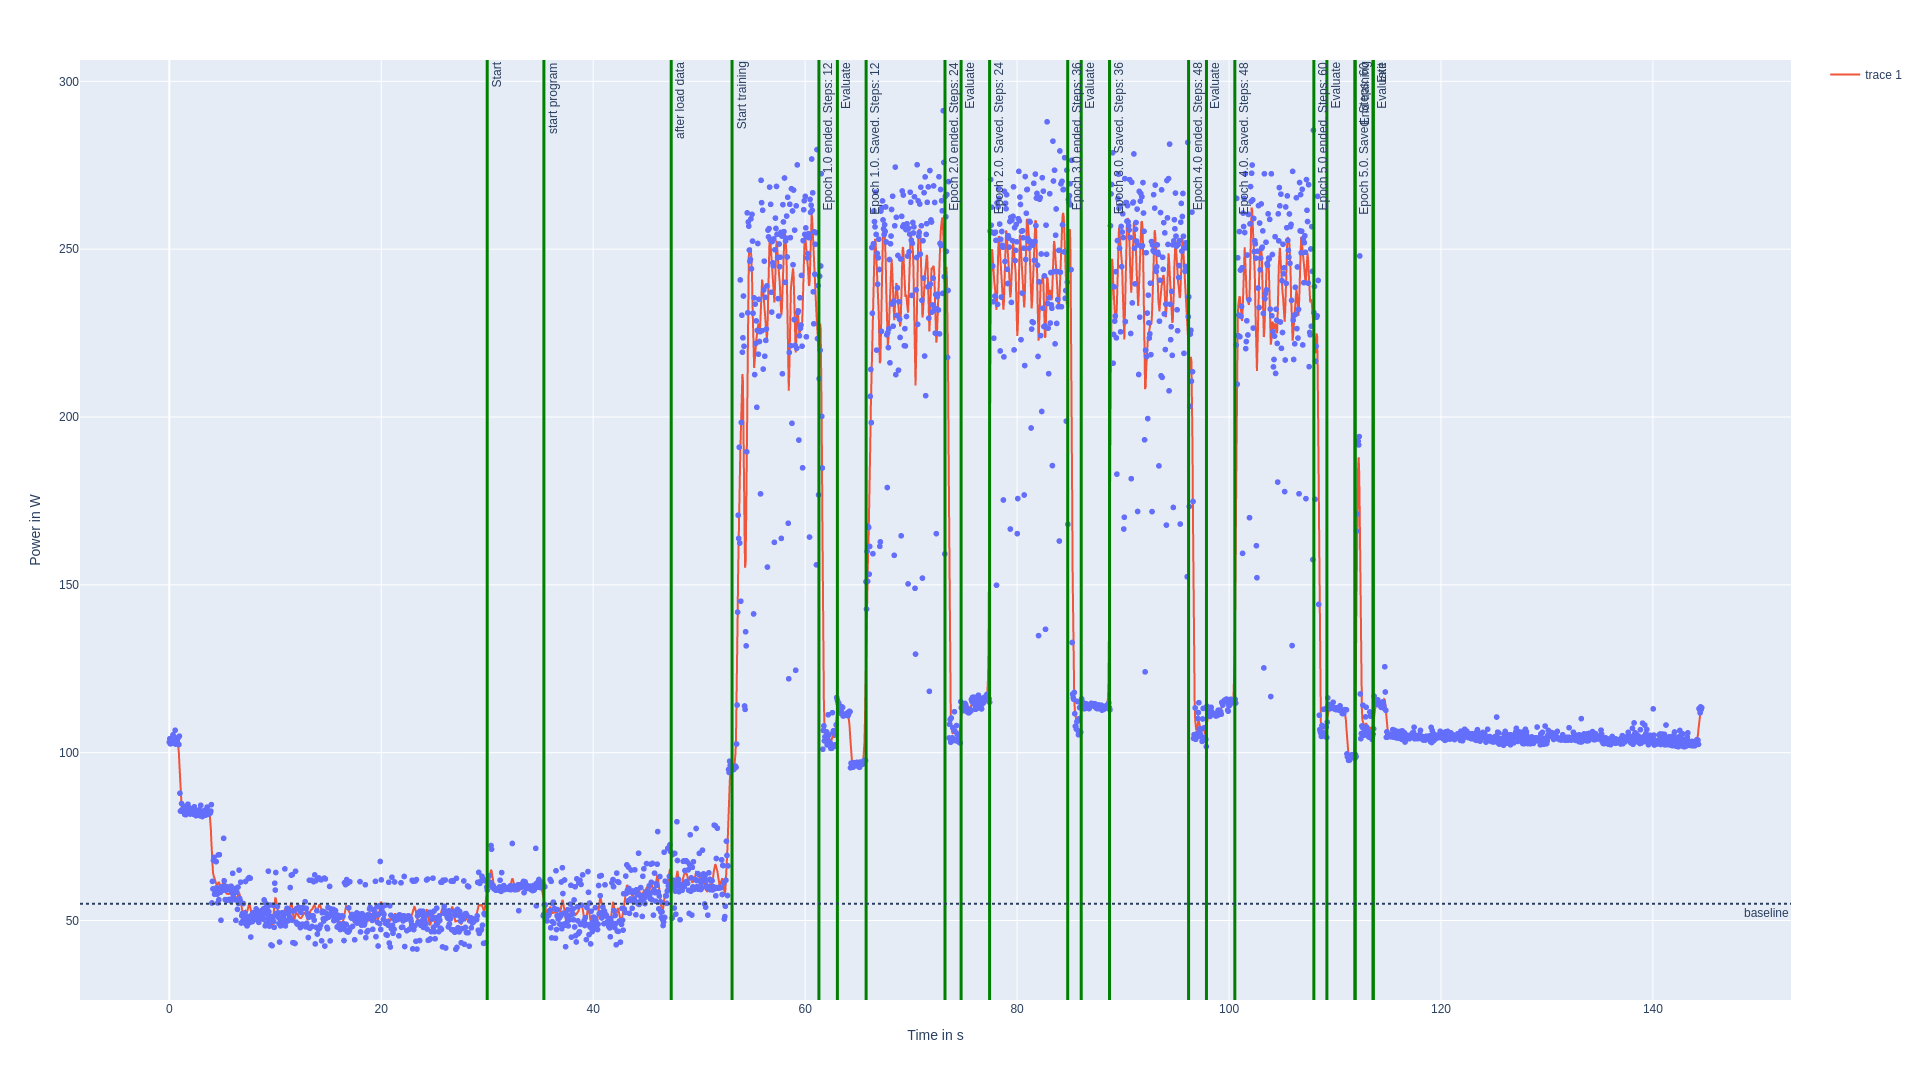 300
250
200
150
100
50
Power in W
0
20
40
60
80
100
120
140
Time in s
Start
start program
after load data
Start training
Epoch 1.0 ended. Steps: 12
Evaluate
Epoch 1.0. Saved. Steps: 12
Epoch 2.0 ended. Steps: 24
Evaluate
Epoch 2.0. Saved. Steps: 24
Epoch 3.0 ended. Steps: 36
Evaluate
Epoch 3.0. Saved. Steps: 36
Epoch 4.0 ended. Steps: 48
Evaluate
Epoch 4.0. Saved. Steps: 48
Epoch 5.0 ended. Steps: 60
Evaluate
Epoch 5.0. Saved. Steps: 60
Evaluate
baseline
trace 1